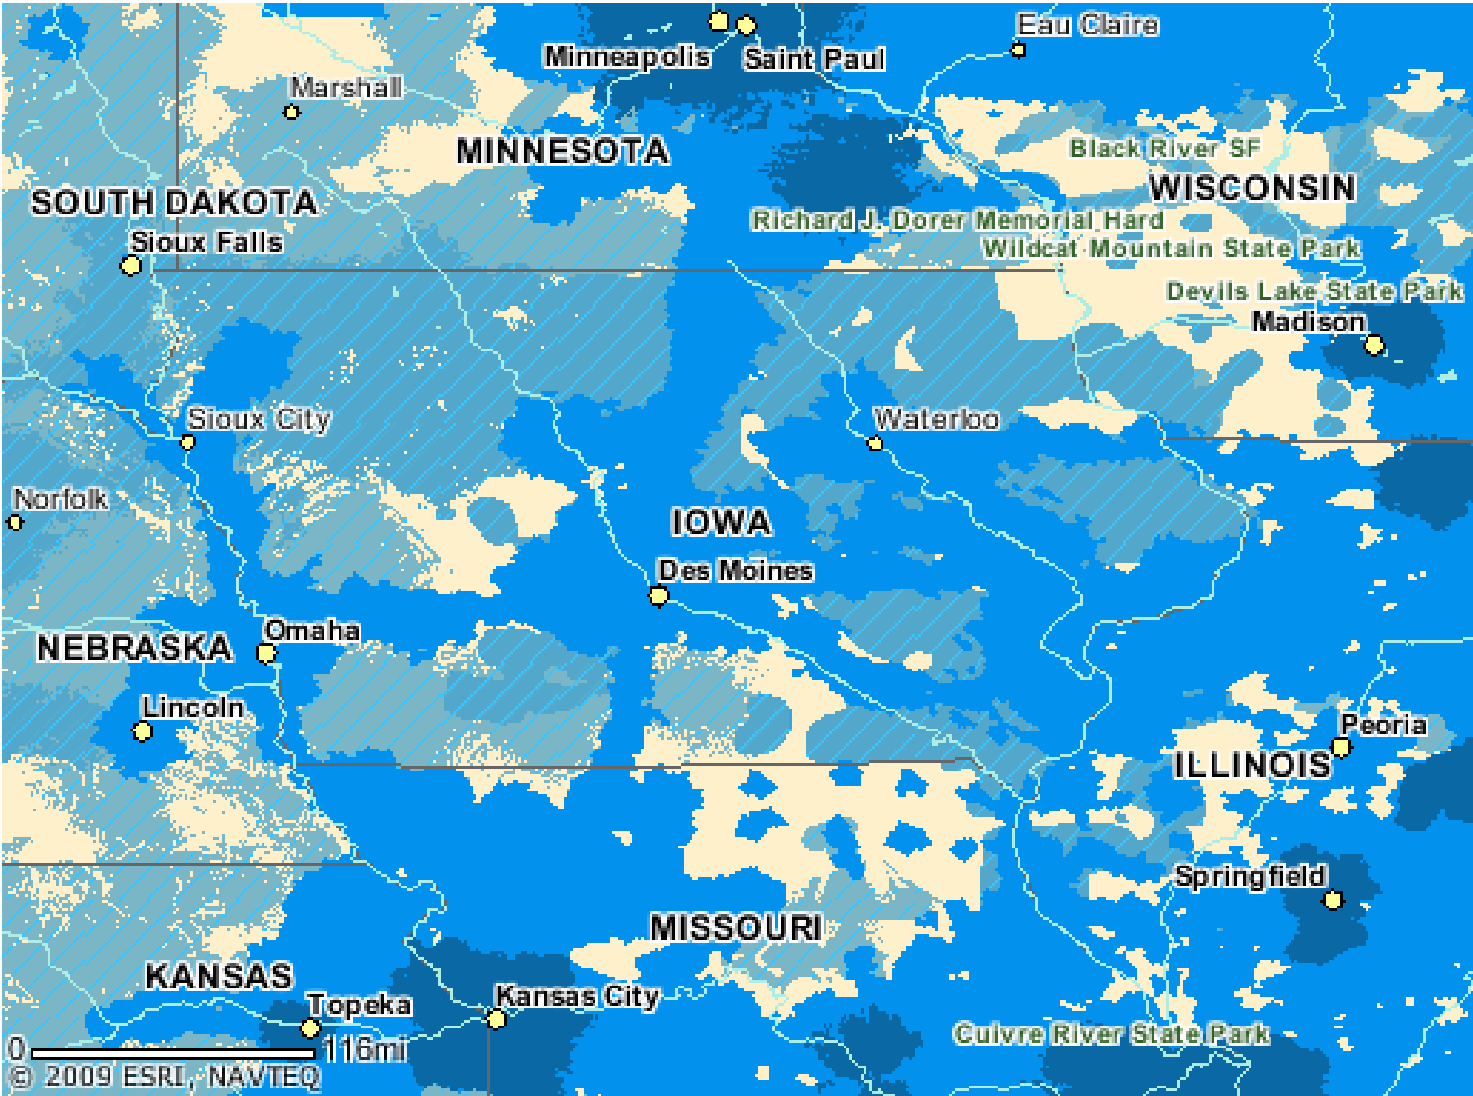 Eau Claire
Minneapolis
Saint Paul
Marshall
MINNESOTA
Black River SF
WISCONSIN
SOUTH DAKOTA
Richard J. Dorer Memorial Hard
Sioux Falls
Wildcat Mountain State Park
Devils Lake State Park
Madison
Sioux City
Waterloo
Norfolk
IOWA
Des Moines
Omaha
NEBRASKA
Lincoln
Peoria
ILLINOIS
Springfield
MISSOURI
KANSAS
Kansas City
Topeka
Cuivre River State Park
0 116mi
© 2009 ESRI, NAVTEQ